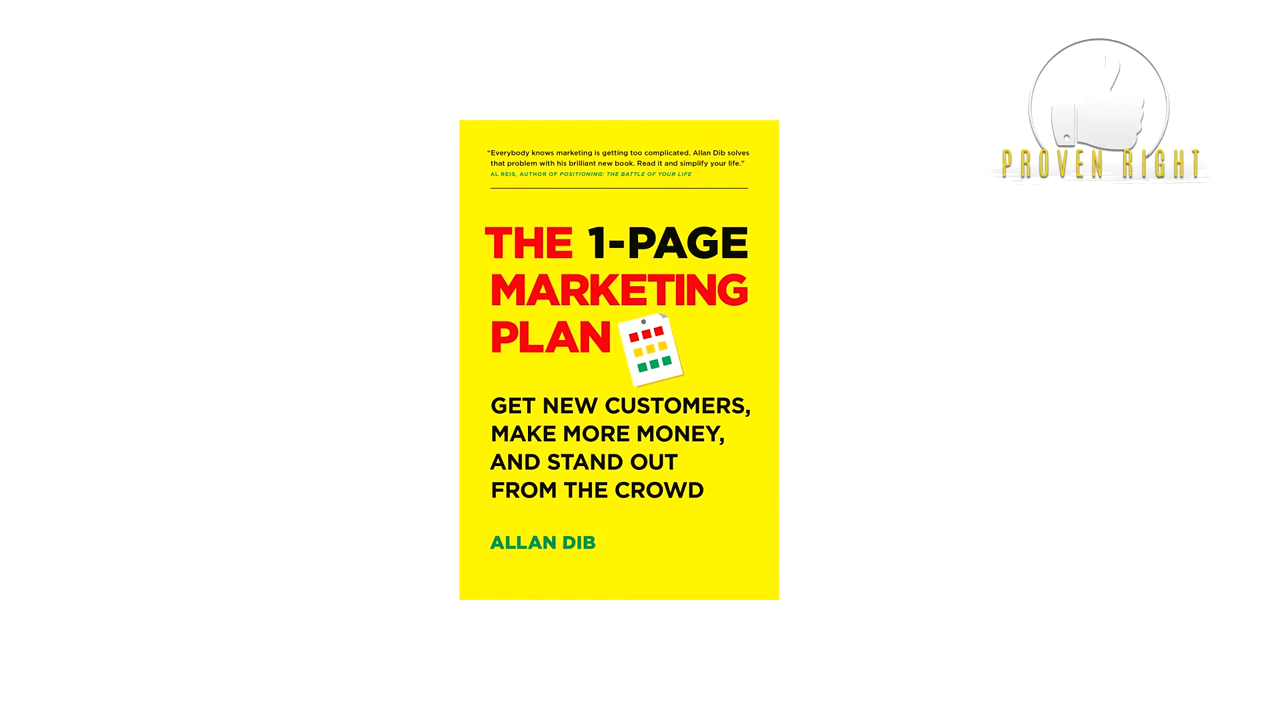 "Everybody knows marketing is getting too complicated. Allan Dib solves
that problem with his brilliant new book. Read it and simplify your life."
AL REIS, AUTHOR OF POSITIONING: THE BATTLE OF YOUR LIFE
THE 1-PAGE
MARKETING
PLAN
GET NEW CUSTOMERS,
MAKE MORE MONEY,
AND STAND OUT
FROM THE CROWD
ALLAN DIB
PROVEN RIGHT